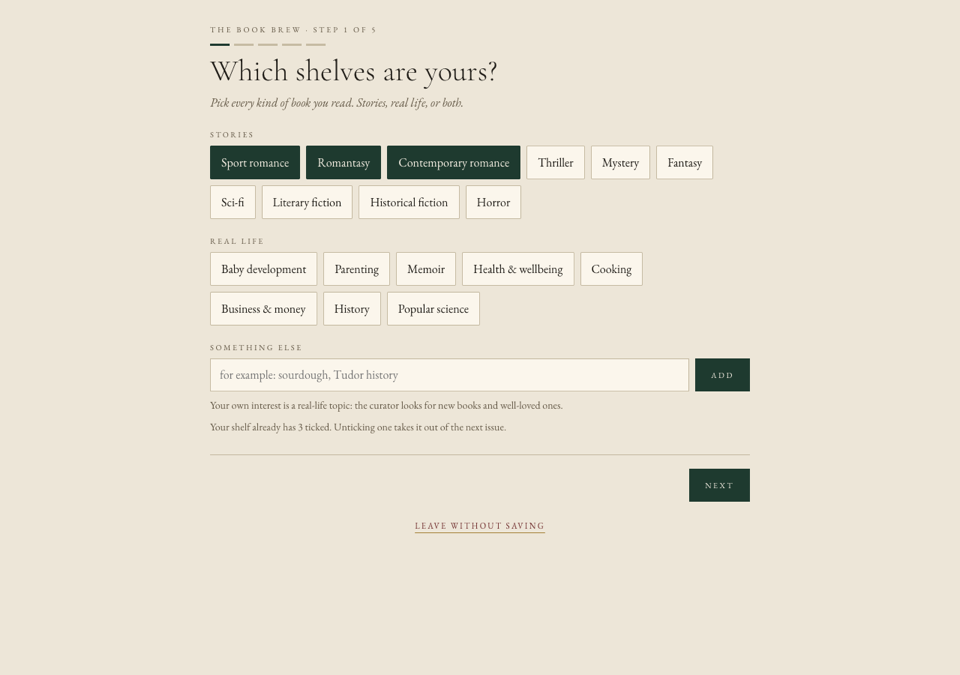 THE BOOK BREW · STEP 1 OF 5
Which shelves are yours?
Pick every kind of book you read. Stories, real life, or both.
STORIES
Sport romance Romantasy Contemporary romance Thriller Mystery Fantasy
Sci-fi Literary fiction Historical fiction Horror
REAL LIFE
Baby development Parenting Memoir Health & wellbeing Cooking
Business & money History Popular science
SOMETHING ELSE
for example: sourdough, Tudor history ADD
Your own interest is a real-life topic: the curator looks for new books and well-loved ones.
Your shelf already has 3 ticked. Unticking one takes it out of the next issue.
NEXT
LEAVE WITHOUT SAVING